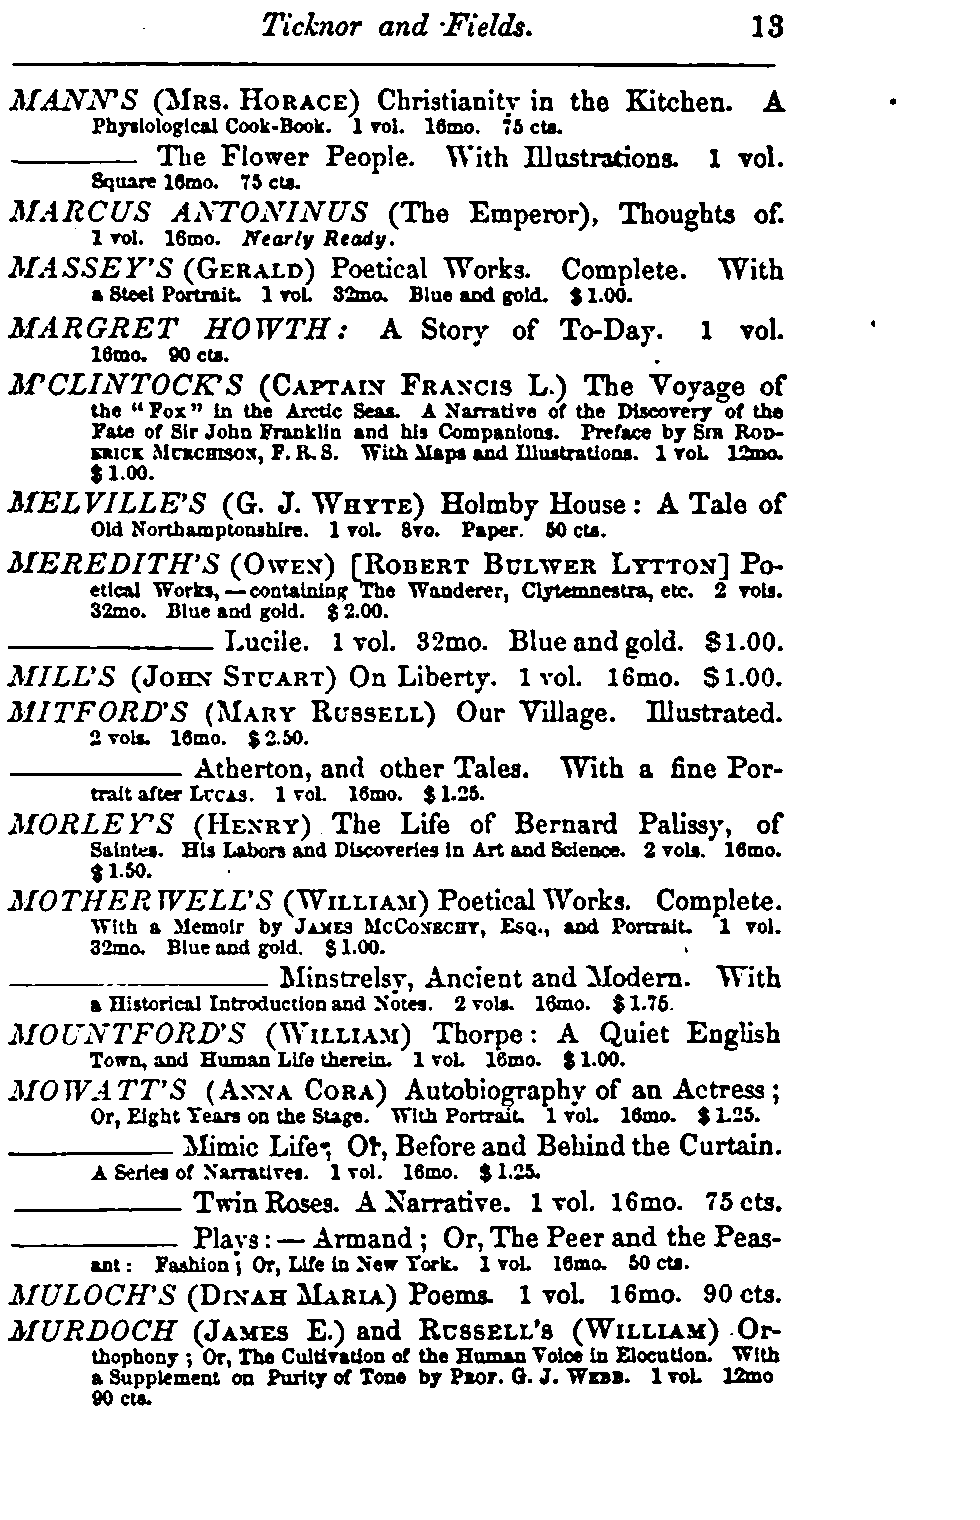 Ticknor and Fields. 13
MANN'S (MRS. HORACE) Christianity in the Kitchen. A
Physiological Cook-Book. 1 vol. 16mo. 75 cts.
——— The Flower People. With Illustrations. 1 vol.
Square 16mo. 75 cts.
MARCUS ANTONINUS (The Emperor), Thoughts of.
1 vol. 16mo. Nearly Ready.
MASSEY'S (GERALD) Poetical Works. Complete. With
a Steel Portrait. 1 vol. 32mo. Blue and gold. $1.00.
MARGRET HOWTH: A Story of To-Day. 1 vol.
16mo. 90 cts.
M'CLINTOCK'S (CAPTAIN FRANCIS L.) The Voyage of
the "Fox" in the Arctic Seas. A Narrative of the Discovery of the
Fate of Sir John Franklin and his Companions. Preface by SIR ROD-
ERICK MURCHISON, F. R. S. With Maps and Illustrations. 1 vol. 12mo.
$1.00.
MELVILLE'S (G. J. WHYTE) Holmby House: A Tale of
Old Northamptonshire. 1 vol. 8vo. Paper. 50 cts.
MEREDITH'S (OWEN) [ROBERT BULWER LYTTON] Po-
etical Works,—containing The Wanderer, Clytemnestra, etc. 2 vols.
32mo. Blue and gold. $2.00.
——— Lucile. 1 vol. 32mo. Blue and gold. $1.00.
MILL'S (JOHN STUART) On Liberty. 1 vol. 16mo. $1.00.
MITFORD'S (MARY RUSSELL) Our Village. Illustrated.
2 vols. 16mo. $2.50.
——— Atherton, and other Tales. With a fine Por-
trait after LUCAS. 1 vol. 16mo. $1.25.
MORLEY'S (HENRY) The Life of Bernard Palissy, of
Saintes. His Labors and Discoveries in Art and Science. 2 vols. 16mo.
$1.50.
MOTHERWELL'S (WILLIAM) Poetical Works. Complete.
With a Memoir by JAMES MCCONECHY, ESQ., and Portrait. 1 vol.
32mo. Blue and gold. $1.00.
——— Minstrelsy, Ancient and Modern. With
a Historical Introduction and Notes. 2 vols. 16mo. $1.75.
MOUNTFORD'S (WILLIAM) Thorpe: A Quiet English
Town, and Human Life therein. 1 vol. 16mo. $1.00.
MOWATT'S (ANNA CORA) Autobiography of an Actress;
Or, Eight Years on the Stage. With Portrait. 1 vol. 16mo. $1.25.
——— Mimic Life; Or, Before and Behind the Curtain.
A Series of Narratives. 1 vol. 16mo. $1.25.
——— Twin Roses. A Narrative. 1 vol. 16mo. 75 cts.
——— Plays:— Armand; Or, The Peer and the Peas-
ant: Fashion; Or, Life in New York. 1 vol. 16mo. 50 cts.
MULOCH'S (DINAH MARIA) Poems. 1 vol. 16mo. 90 cts.
MURDOCH (JAMES E.) and RUSSELL'S (WILLIAM) Or-
thophony; Or, The Cultivation of the Human Voice in Elocution. With
a Supplement on Purity of Tone by PROF. G. J. WEBB. 1 vol. 12mo
90 cts.